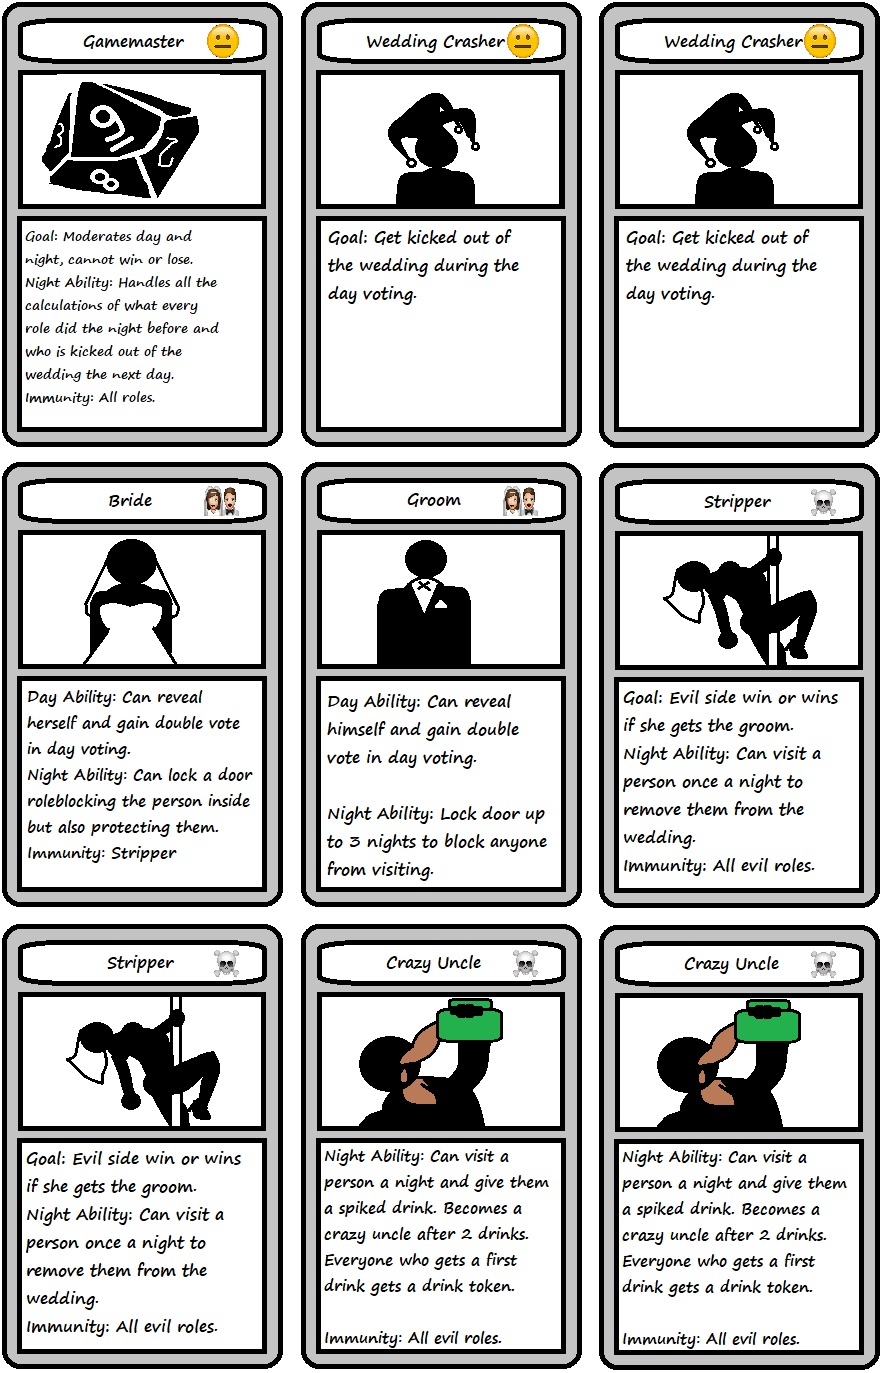 Gamemaster
9
3
2
8
Goal: Moderates day and
night, cannot win or lose.
Night Ability: Handles all the
calculations of what every
role did the night before and
who is kicked out of the
wedding the next day.
Immunity: All roles.
Wedding Crasher
Goal: Get kicked out of
the wedding during the
day voting.
Wedding Crasher
Goal: Get kicked out of
the wedding during the
day voting.
Bride
Day Ability: Can reveal
herself and gain double vote
in day voting.
Night Ability: Can lock a door
roleblocking the person inside
but also protecting them.
Immunity: Stripper
Groom
Day Ability: Can reveal
himself and gain double
vote in day voting.
Night Ability: Lock door up
to 3 nights to block anyone
from visiting.
Stripper
Goal: Evil side win or wins
if she gets the groom.
Night Ability: Can visit a
person once a night to
remove them from the
wedding.
Immunity: All evil roles.
Stripper
Goal: Evil side win or wins
if she gets the groom.
Night Ability: Can visit a
person once a night to
remove them from the
wedding.
Immunity: All evil roles.
Crazy Uncle
Night Ability: Can visit a
person a night and give them
a spiked drink. Becomes a
crazy uncle after 2 drinks.
Everyone who gets a first
drink gets a drink token.
Immunity: All evil roles.
Crazy Uncle
Night Ability: Can visit a
person a night and give them
a spiked drink. Becomes a
crazy uncle after 2 drinks.
Everyone who gets a first
drink gets a drink token.
Immunity: All evil roles.